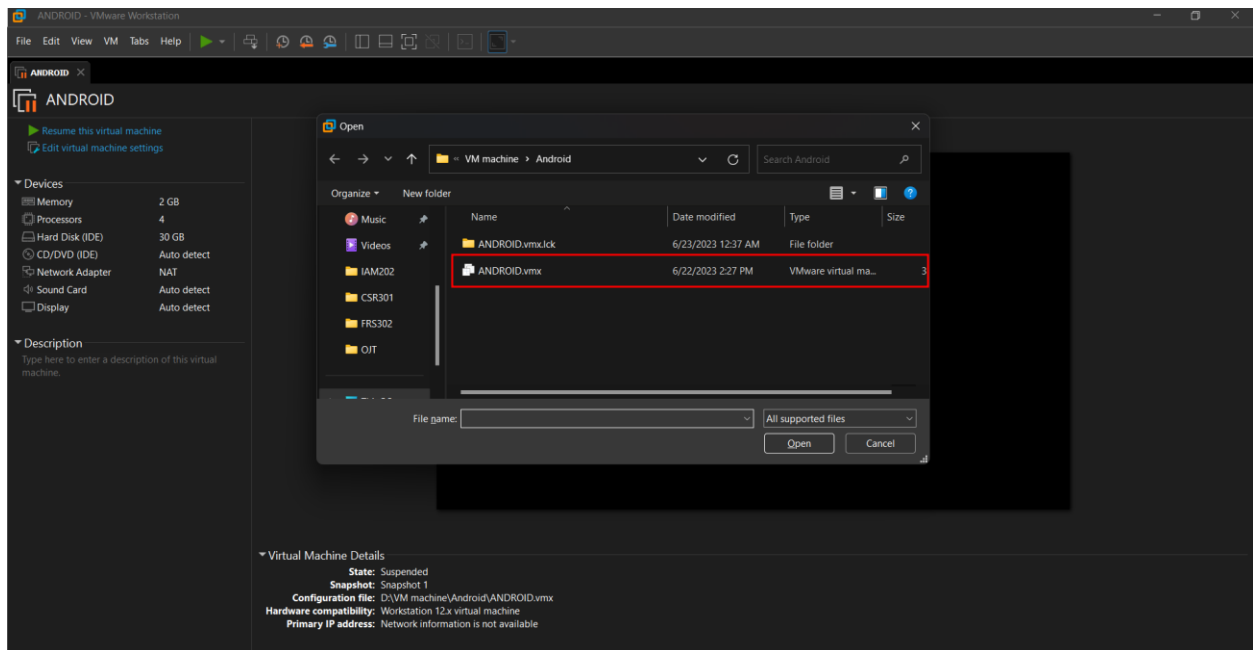 ANDROID - VMware Workstation
File Edit View VM Tabs Help
ANDROID
ANDROID
Resume this virtual machine
Edit virtual machine settings
Devices
Memory 2 GB
Processors 4
Hard Disk (IDE) 30 GB
CD/DVD (IDE) Auto detect
Network Adapter NAT
Sound Card Auto detect
Display Auto detect
Description
Type here to enter a description of this virtual
machine.
Open
« VM machine › Android
Search Android
Organize New folder
Music
Videos
IAM202
CSR301
FRS302
OJT
Name Date modified Type Size
ANDROID.vmx.lck 6/23/2023 12:37 AM File folder
ANDROID.vmx 6/22/2023 2:27 PM VMware virtual ma... 3
File name: All supported files
Open Cancel
Virtual Machine Details
State: Suspended
Snapshot: Snapshot 1
Configuration file: D:\VM machine\Android\ANDROID.vmx
Hardware compatibility: Workstation 12.x virtual machine
Primary IP address: Network information is not available